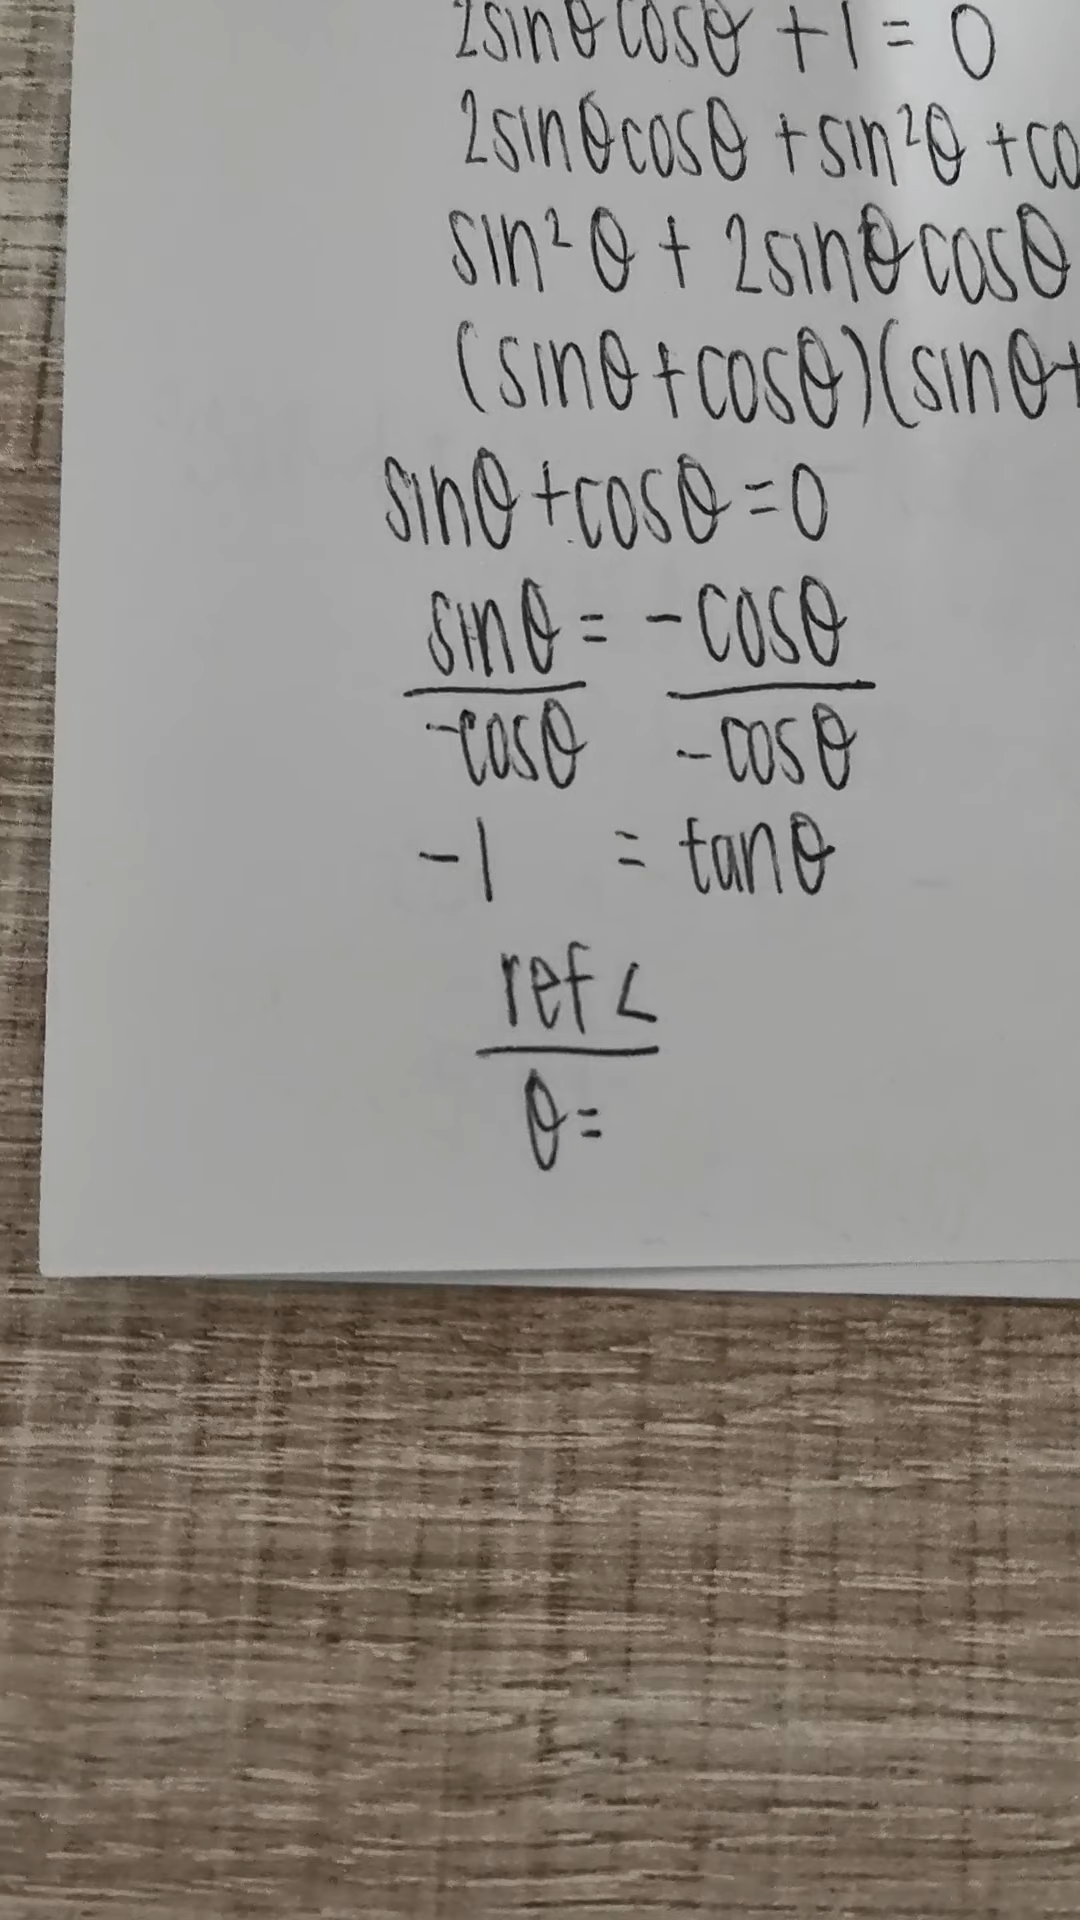 2sinθcosθ + 1 = 0
2sinθcosθ + sin²θ + co
sin²θ + 2sinθcosθ
(sinθ + cosθ)(sinθ +
sinθ + cosθ = 0
sinθ = -cosθ
-cosθ -cosθ
-1 = tanθ
ref <
θ =